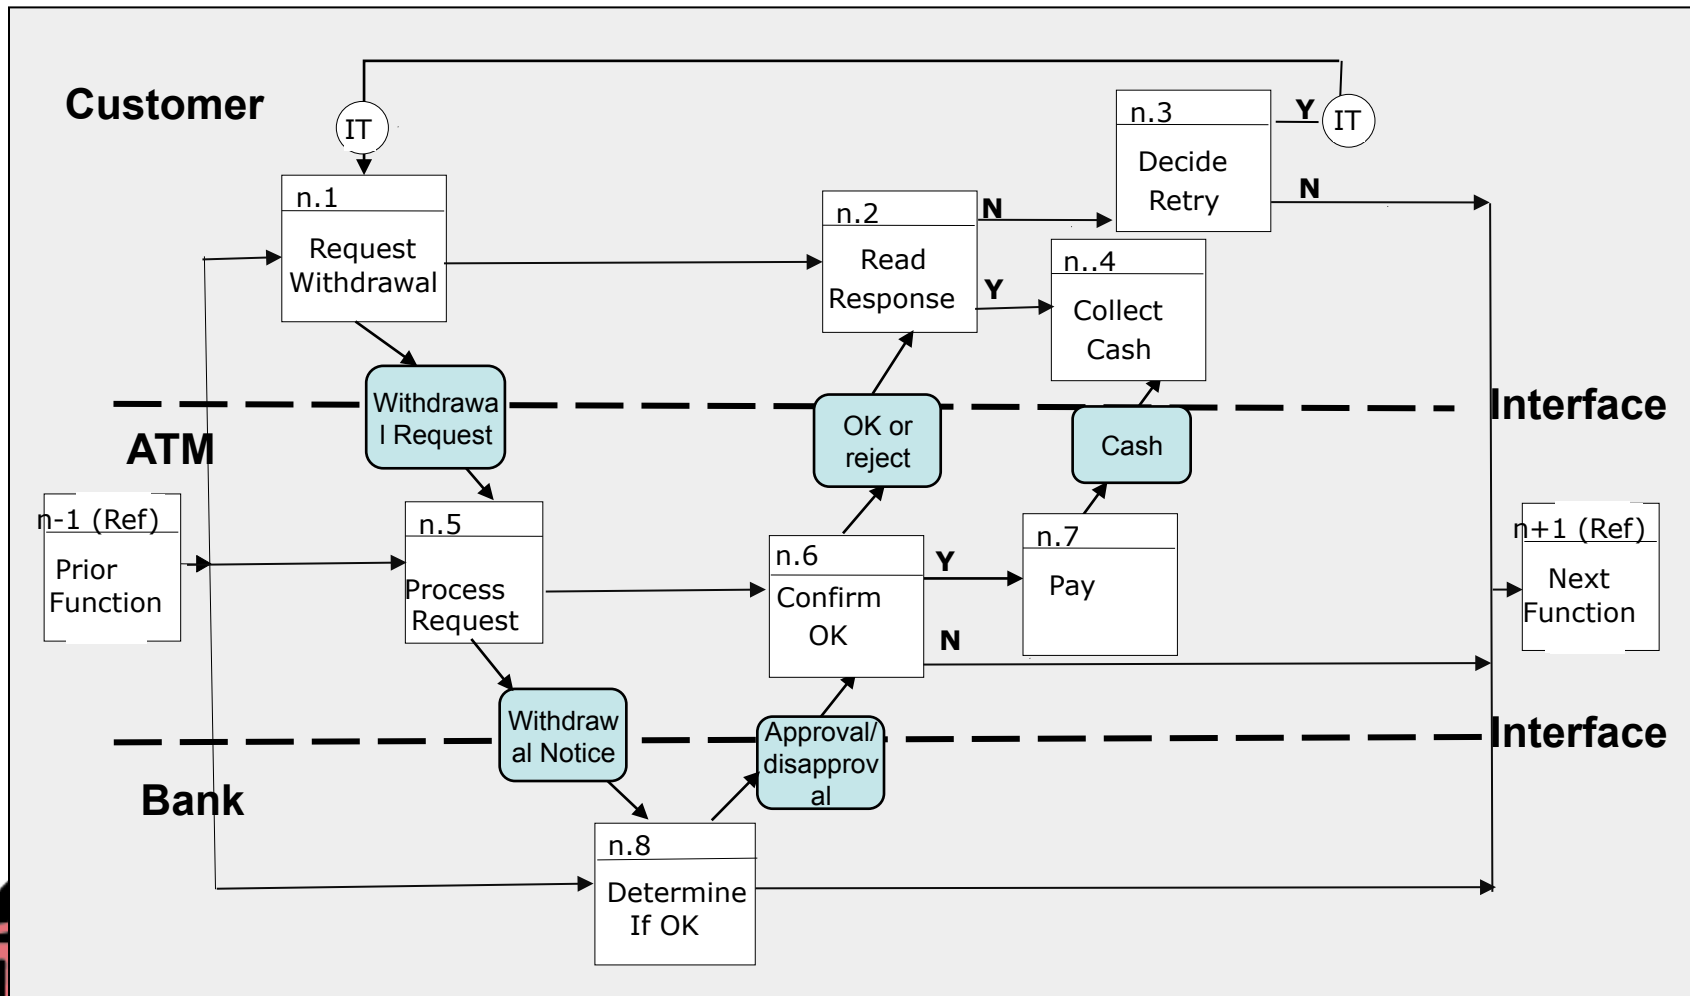 Customer
IT
n.3
Y
IT
Decide
Retry
N
n.1
Request
Withdrawal
n.2
N
Read
Response
Y
n..4
Collect
Cash
Withdrawa
l Request
OK or
reject
Cash
Interface
ATM
n-1 (Ref)
Prior
Function
n.5
Process
Request
n.6
Confirm
OK
Y
N
n.7
Pay
n+1 (Ref)
Next
Function
Withdraw
al Notice
Approval/
disapprov
al
Interface
Bank
n.8
Determine
If OK